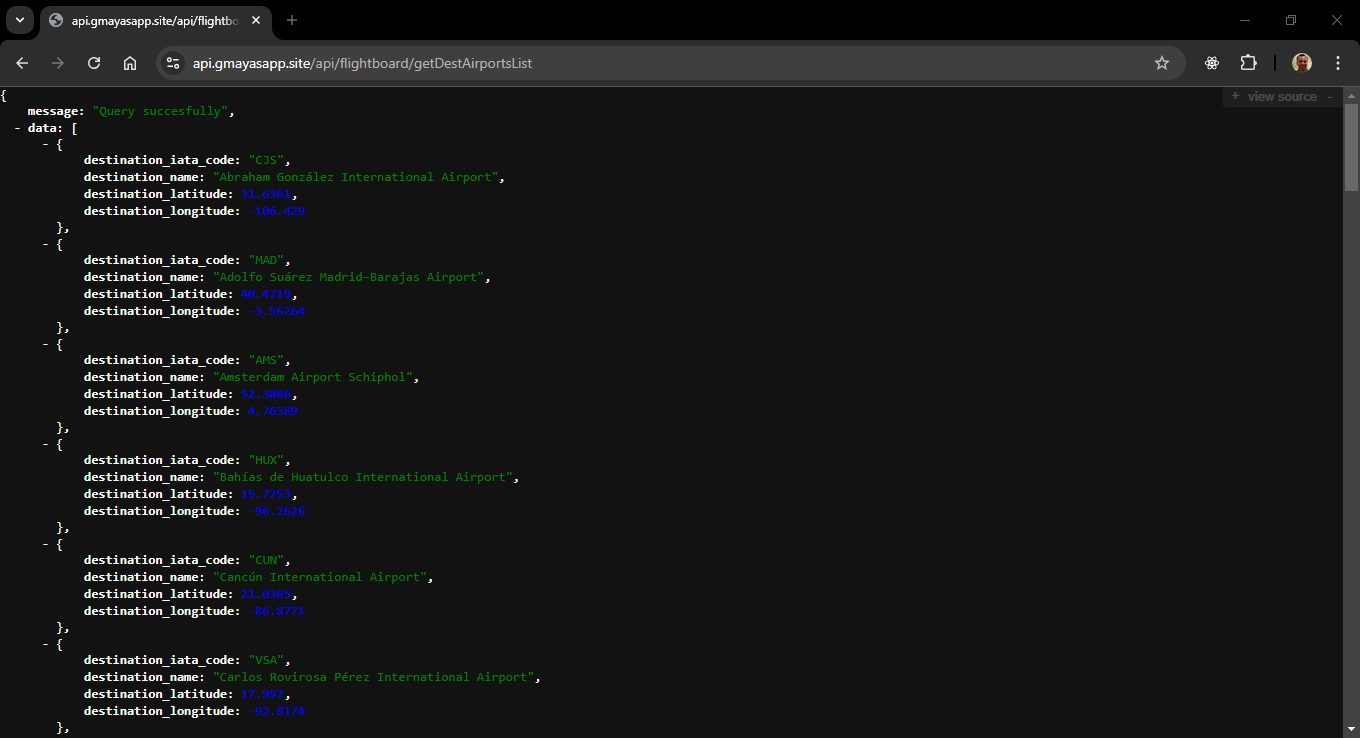 api.gmayasapp.site/api/flightbo
api.gmayasapp.site/api/flightboard/getDestAirportsList
+ view source -
{
message: "Query succesfully",
- data: [
- {
destination_iata_code: "CJS",
destination_name: "Abraham González International Airport",
destination_latitude: 31.6361,
destination_longitude: -106.429
},
- {
destination_iata_code: "MAD",
destination_name: "Adolfo Suárez Madrid–Barajas Airport",
destination_latitude: 40.4719,
destination_longitude: -3.56264
},
- {
destination_iata_code: "AMS",
destination_name: "Amsterdam Airport Schiphol",
destination_latitude: 52.3086,
destination_longitude: 4.76389
},
- {
destination_iata_code: "HUX",
destination_name: "Bahías de Huatulco International Airport",
destination_latitude: 15.7753,
destination_longitude: -96.2626
},
- {
destination_iata_code: "CUN",
destination_name: "Cancún International Airport",
destination_latitude: 21.0365,
destination_longitude: -86.8771
},
- {
destination_iata_code: "VSA",
destination_name: "Carlos Rovirosa Pérez International Airport",
destination_latitude: 17.997,
destination_longitude: -92.8174
},